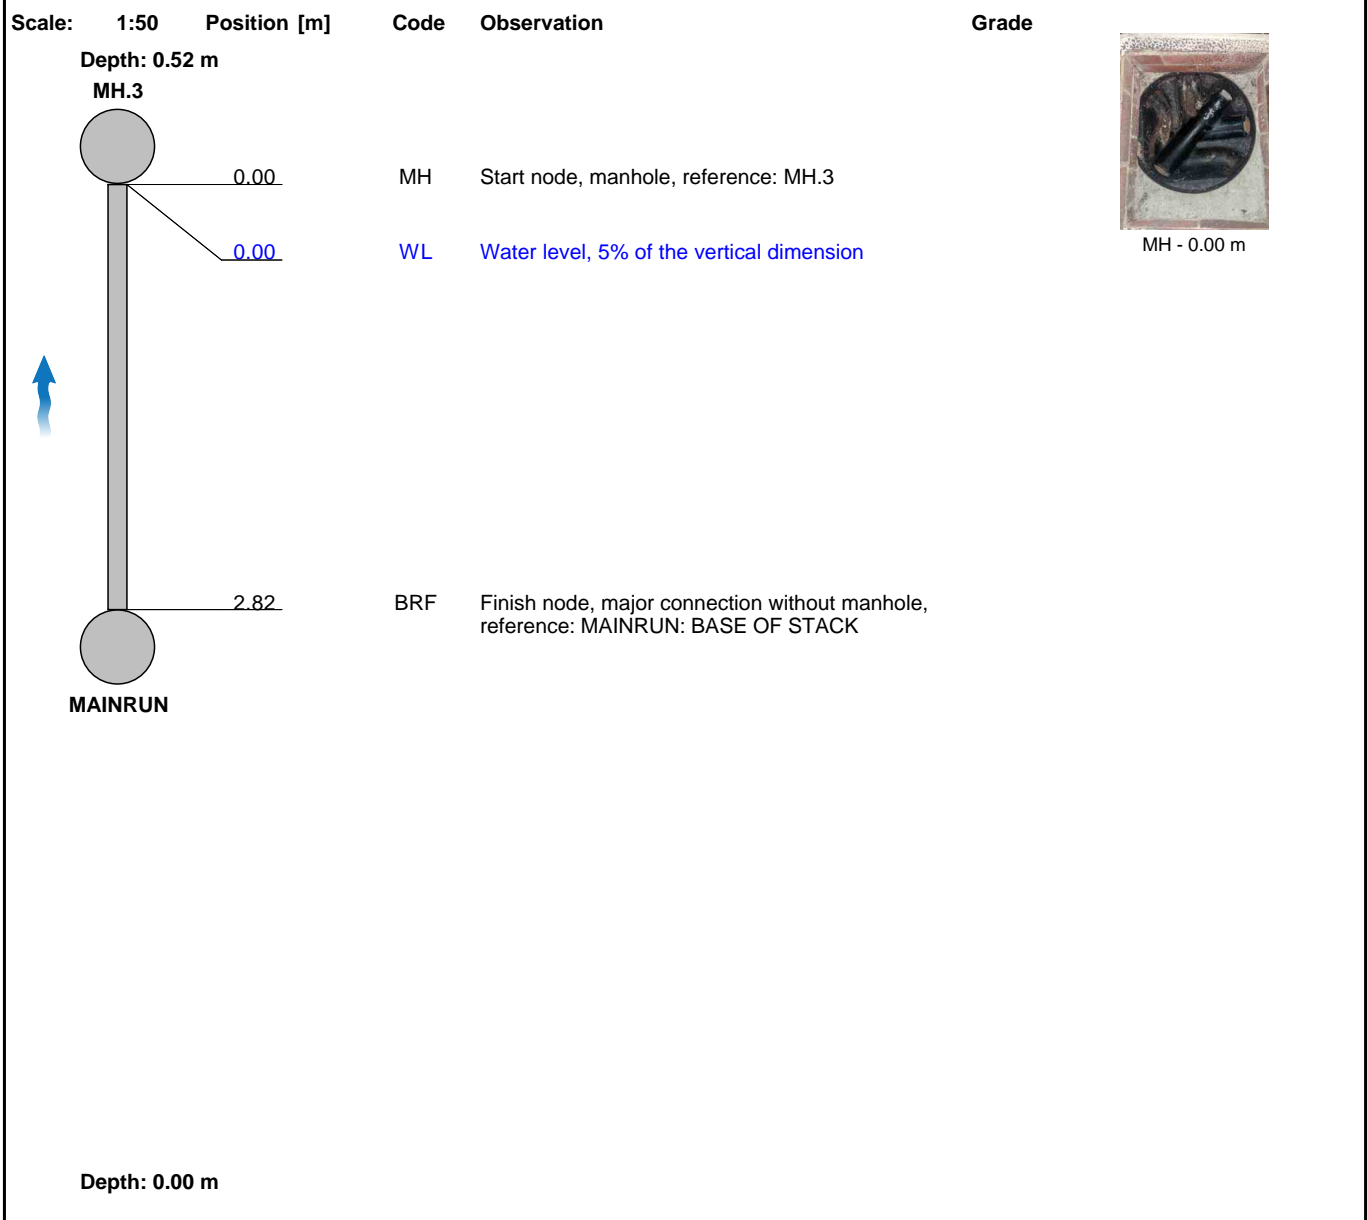 Scale: 1:50 Position [m] Code Observation Grade
Depth: 0.52 m
MH.3
0.00 MH Start node, manhole, reference: MH.3
0.00 WL Water level, 5% of the vertical dimension
MH - 0.00 m
2.82 BRF Finish node, major connection without manhole,
reference: MAINRUN: BASE OF STACK
MAINRUN
Depth: 0.00 m